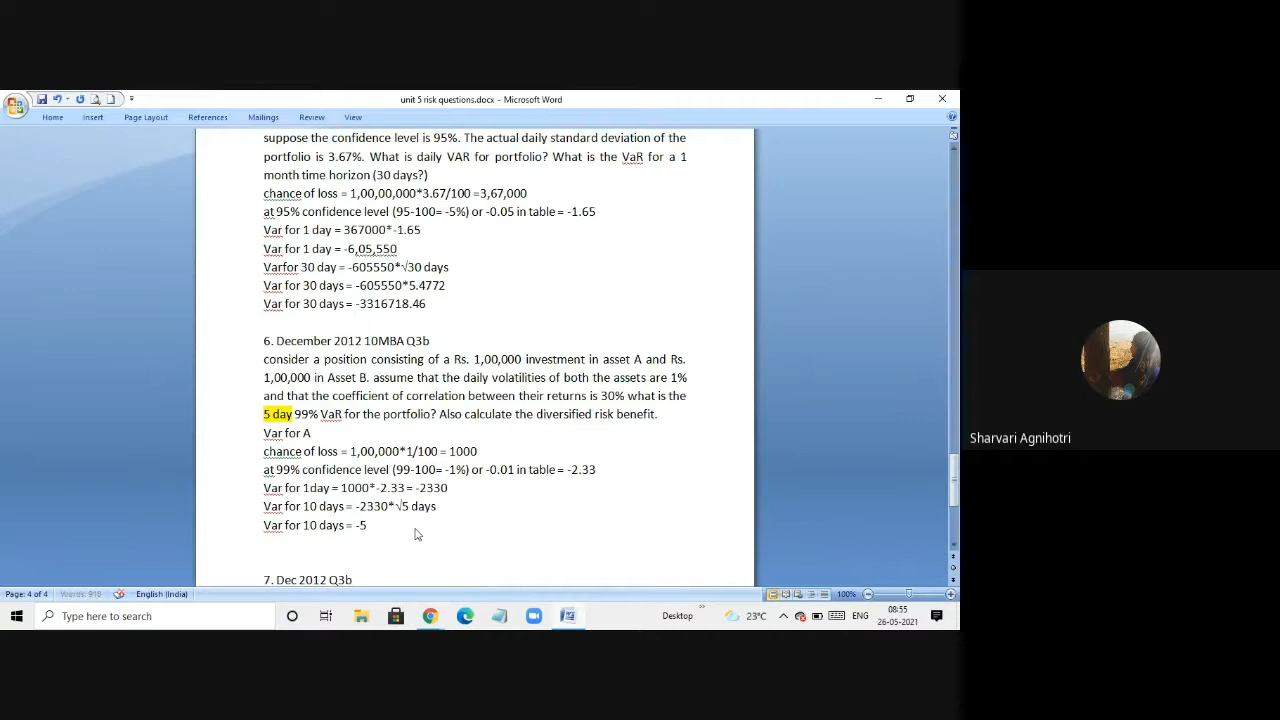 unit 5 risk questions.docx - Microsoft Word
Home Insert Page Layout References Mailings Review View
suppose the confidence level is 95%. The actual daily standard deviation of the
portfolio is 3.67%. What is daily VAR for portfolio? What is the VaR for a 1
month time horizon (30 days?)
chance of loss = 1,00,00,000*3.67/100 =3,67,000
at 95% confidence level (95-100= -5%) or -0.05 in table = -1.65
Var for 1 day = 367000*-1.65
Var for 1 day = -6,05,550
Varfor 30 day = -605550*√30 days
Var for 30 days = -605550*5.4772
Var for 30 days = -3316718.46
6. December 2012 10MBA Q3b
consider a position consisting of a Rs. 1,00,000 investment in asset A and Rs.
1,00,000 in Asset B. assume that the daily volatilities of both the assets are 1%
and that the coefficient of correlation between their returns is 30% what is the
5 day 99% VaR for the portfolio? Also calculate the diversified risk benefit.
Var for A
chance of loss = 1,00,000*1/100 = 1000
at 99% confidence level (99-100= -1%) or -0.01 in table = -2.33
Var for 1day = 1000*-2.33 = -2330
Var for 10 days = -2330*√5 days
Var for 10 days = -5
7. Dec 2012 Q3b
Sharvari Agnihotri
Page: 4 of 4 Words: 918 English (India) 100%
Type here to search Desktop 23°C ENG 08:55
26-05-2021